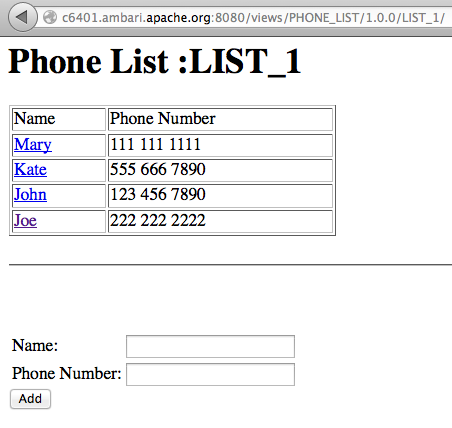 c6401.ambari.apache.org:8080/views/PHONE_LIST/1.0.0/LIST_1/
Phone List :LIST_1
Name Phone Number
Mary 111 111 1111
Kate 555 666 7890
John 123 456 7890
Joe 222 222 2222
Name:
Phone Number:
Add